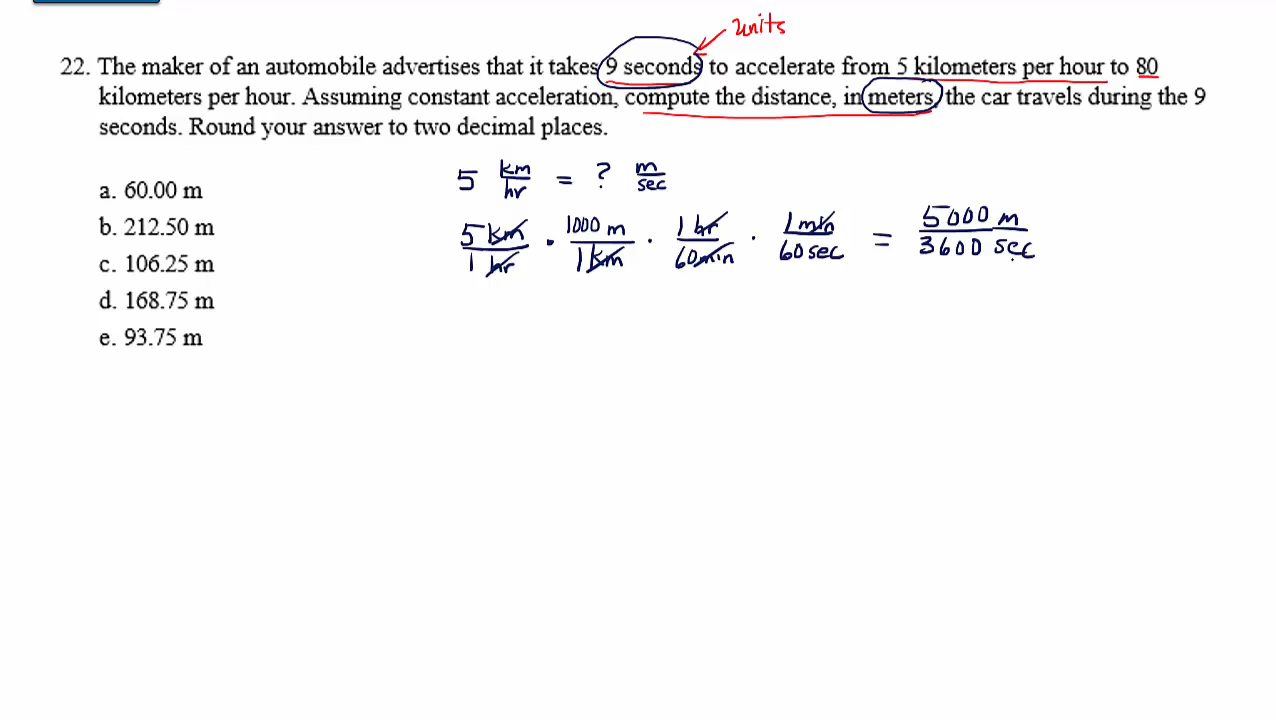 units
22. The maker of an automobile advertises that it takes 9 seconds to accelerate from 5 kilometers per hour to 80
kilometers per hour. Assuming constant acceleration, compute the distance, in meters, the car travels during the 9
seconds. Round your answer to two decimal places.
5 km/hr = ? m/sec
a. 60.00 m
b. 212.50 m
5 km/1 hr · 1000 m/1 km · 1 hr/60 min · 1 min/60 sec = 5000 m/3600 sec
c. 106.25 m
d. 168.75 m
e. 93.75 m